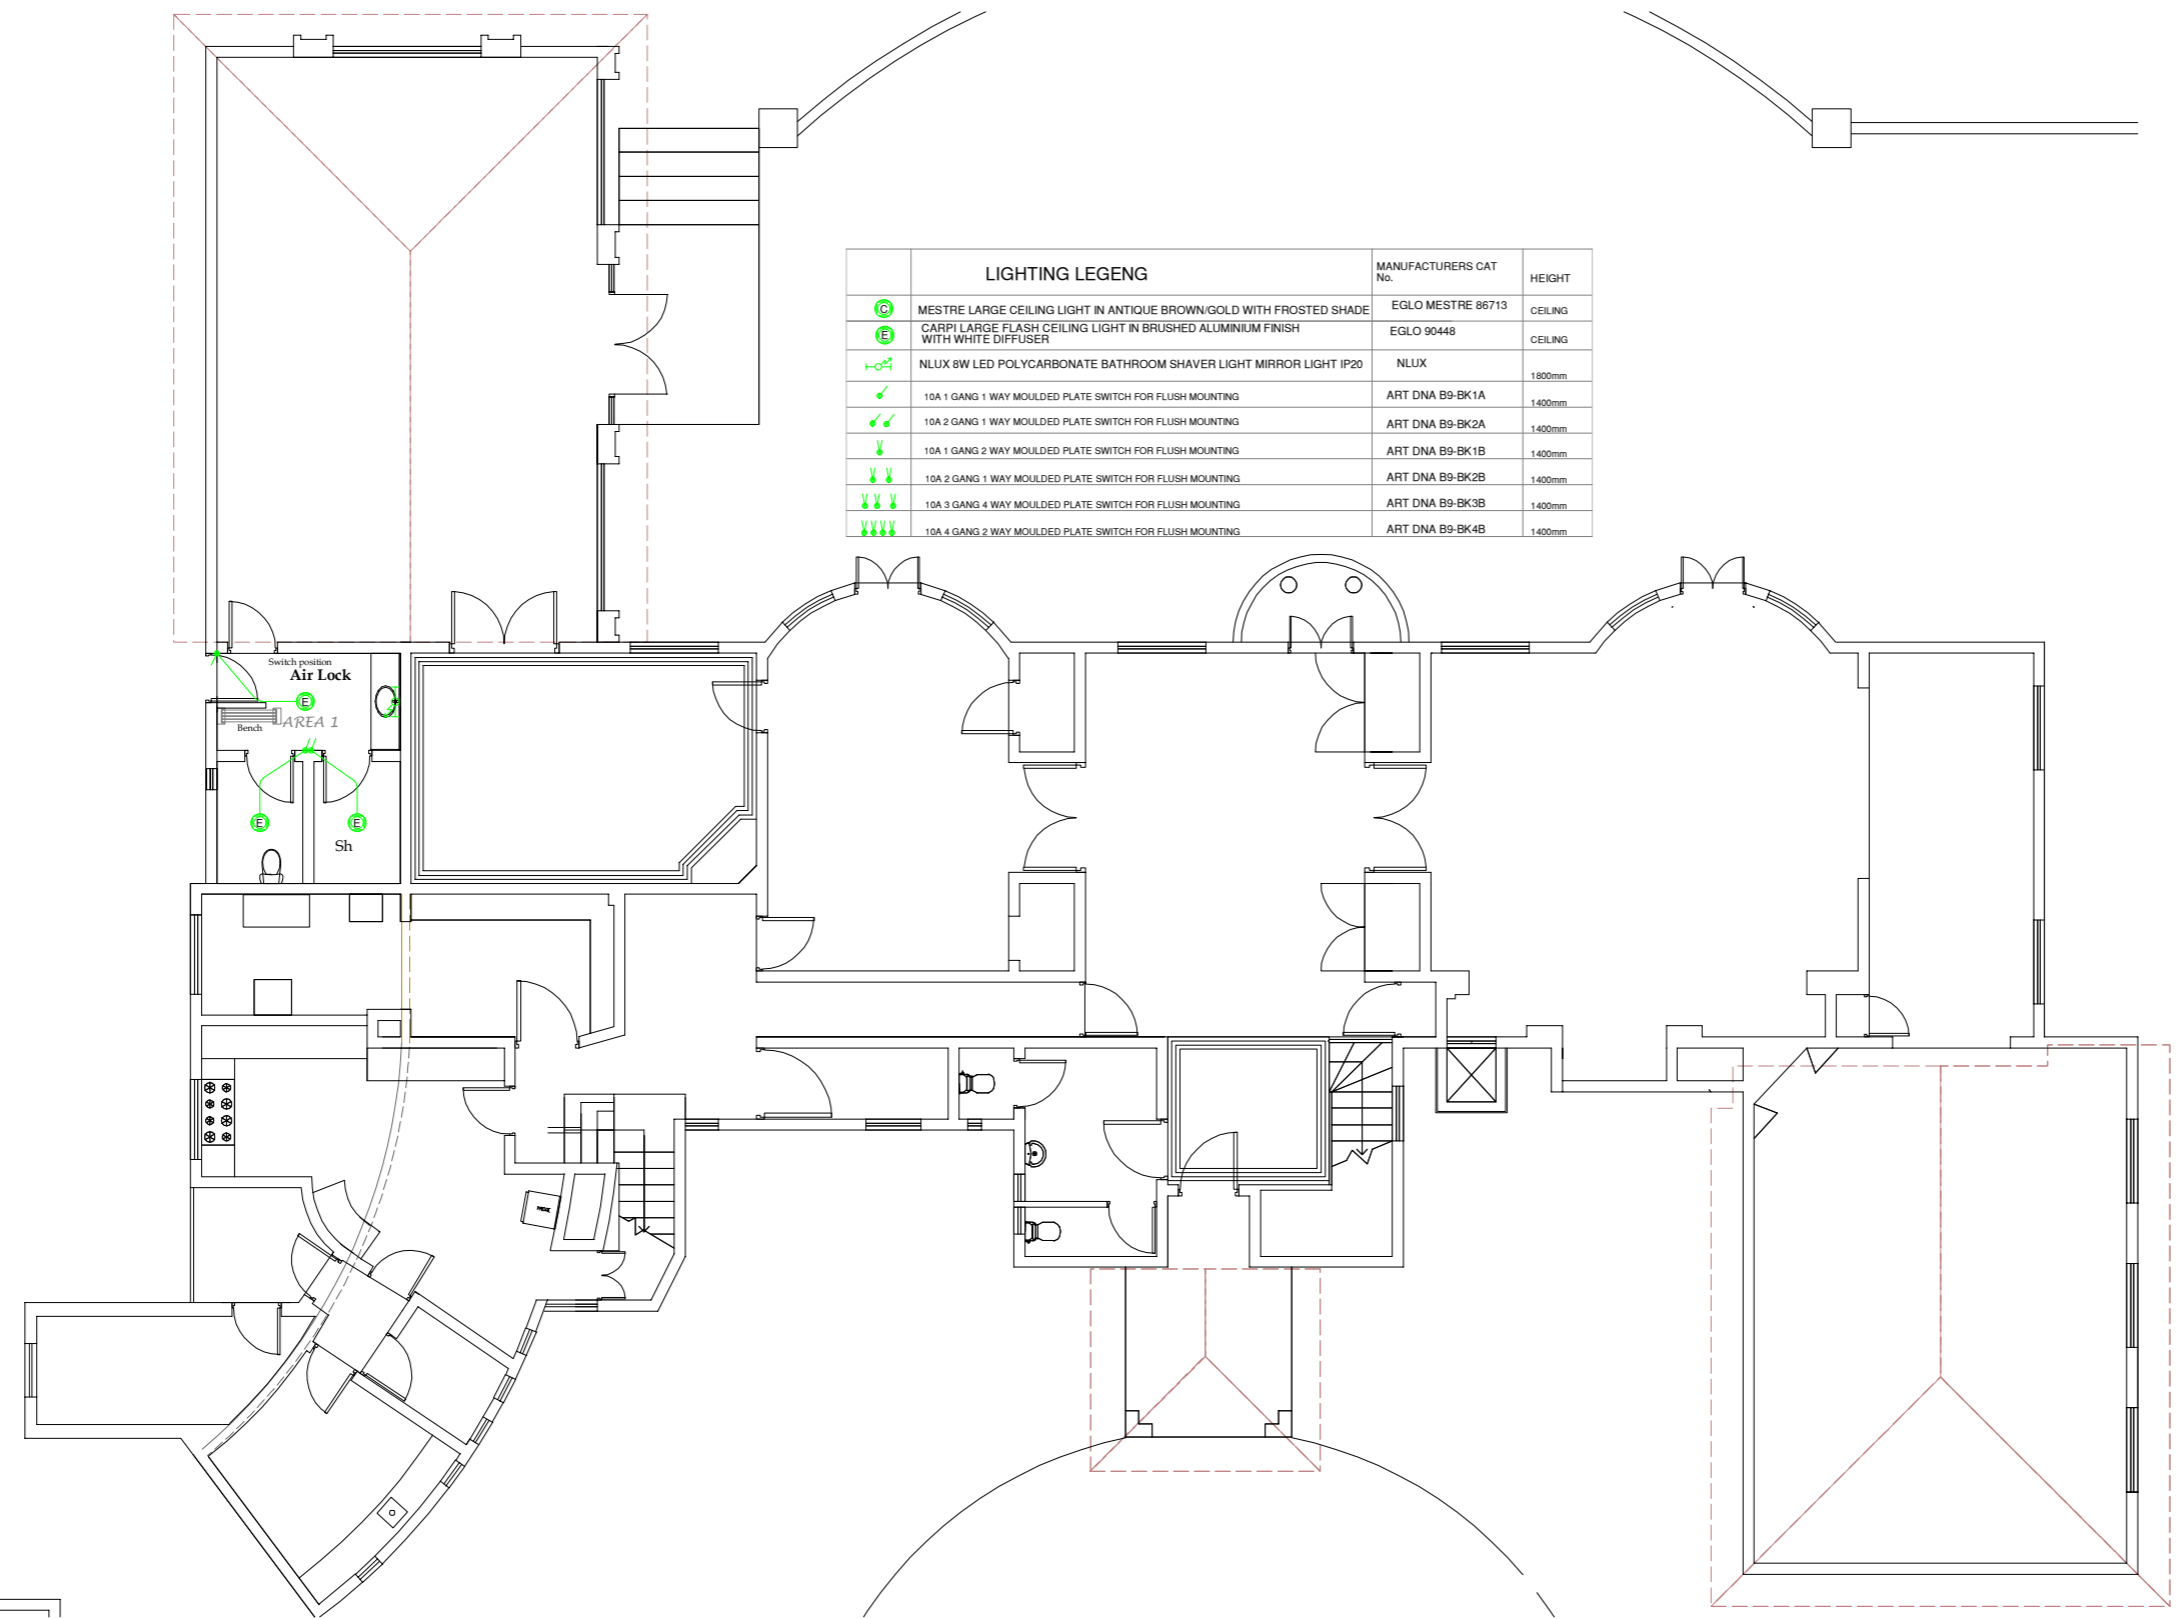 LIGHTING LEGENG
MANUFACTURERS CAT
No.
HEIGHT
C
MESTRE LARGE CEILING LIGHT IN ANTIQUE BROWN/GOLD WITH FROSTED SHADE
EGLO MESTRE 86713
CEILING
E
CARPI LARGE FLASH CEILING LIGHT IN BRUSHED ALUMINIUM FINISH
WITH WHITE DIFFUSER
EGLO 90448
CEILING
NLUX 8W LED POLYCARBONATE BATHROOM SHAVER LIGHT MIRROR LIGHT IP20
NLUX
1800mm
10A 1 GANG 1 WAY MOULDED PLATE SWITCH FOR FLUSH MOUNTING
ART DNA B9-BK1A
1400mm
10A 2 GANG 1 WAY MOULDED PLATE SWITCH FOR FLUSH MOUNTING
ART DNA B9-BK2A
1400mm
10A 1 GANG 2 WAY MOULDED PLATE SWITCH FOR FLUSH MOUNTING
ART DNA B9-BK1B
1400mm
10A 2 GANG 1 WAY MOULDED PLATE SWITCH FOR FLUSH MOUNTING
ART DNA B9-BK2B
1400mm
10A 3 GANG 4 WAY MOULDED PLATE SWITCH FOR FLUSH MOUNTING
ART DNA B9-BK3B
1400mm
10A 4 GANG 2 WAY MOULDED PLATE SWITCH FOR FLUSH MOUNTING
ART DNA B9-BK4B
1400mm
Switch position
Air Lock
E
AREA 1
Bench
E
E
Sh